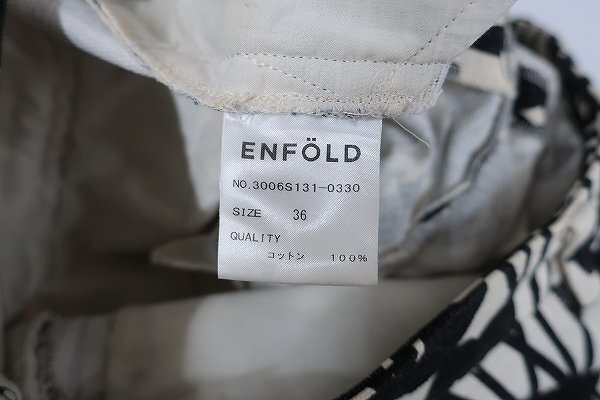 ENFÖLD
NO.3006S131-0330
SIZE 36
QUALITY
コットン 100%